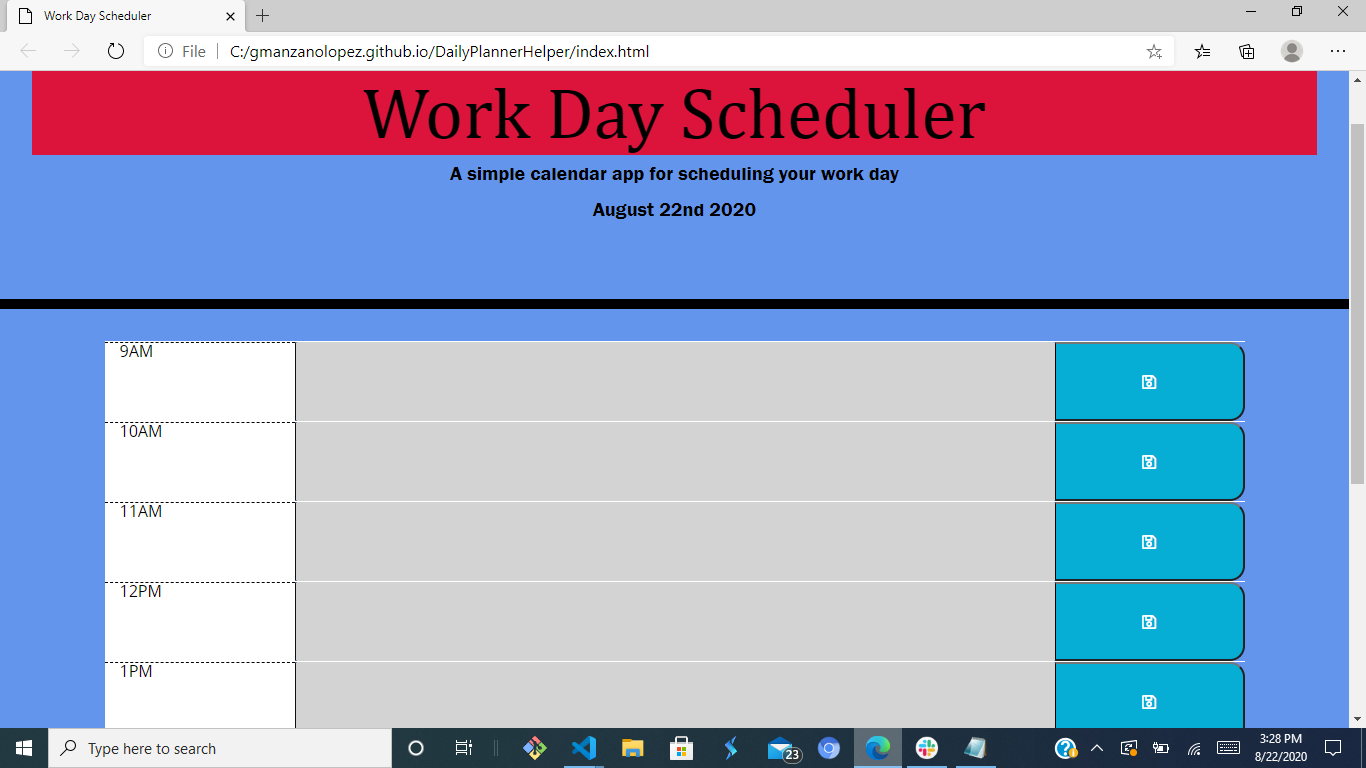 Work Day Scheduler
File C:/gmanzanolopez.github.io/DailyPlannerHelper/index.html
Work Day Scheduler
A simple calendar app for scheduling your work day
August 22nd 2020
9AM
10AM
11AM
12PM
1PM
Type here to search
23
3:28 PM
8/22/2020